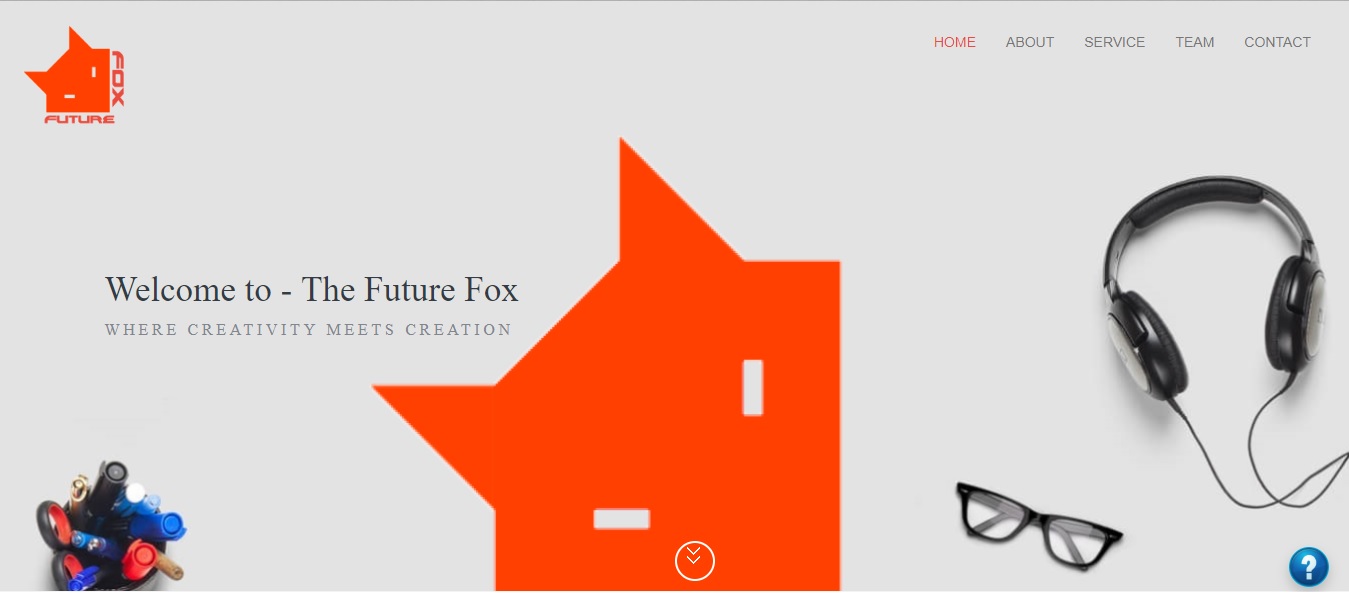 FOX
FUTURE
HOME ABOUT SERVICE TEAM CONTACT
Welcome to - The Future Fox
WHERE CREATIVITY MEETS CREATION
?